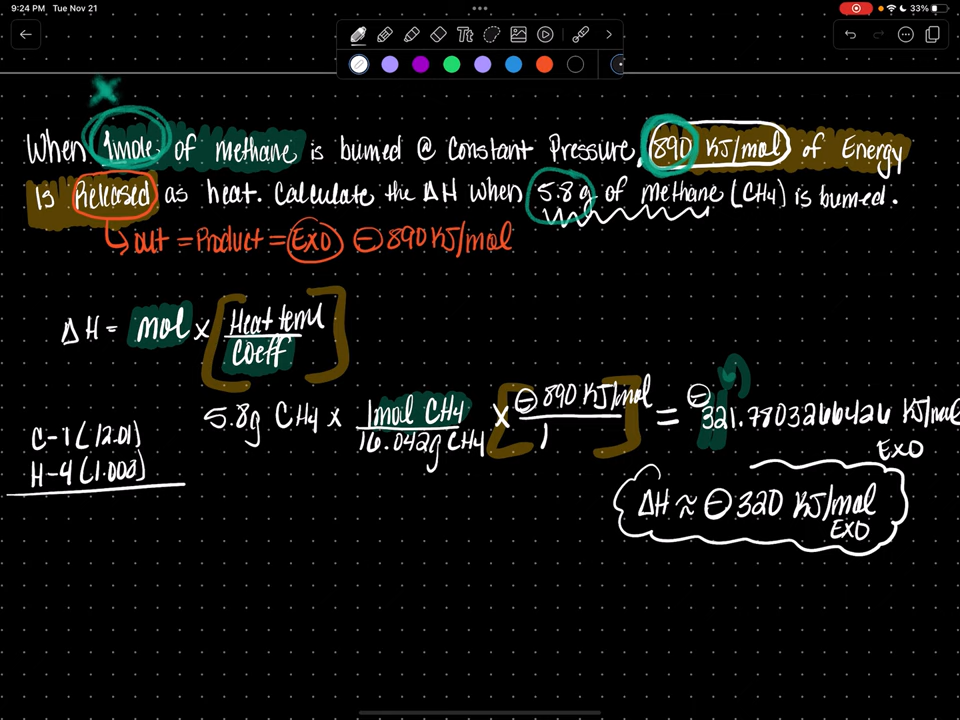 9:24 PM Tue Nov 21
33%
When 1mole of methane is burned @ Constant Pressure, 890 KJ/mol of Energy
is Released as heat. Calculate the ΔH when 5.8g of methane (CH4) is burned.
out = Product = Exo ⊖ 890 KJ/mol
ΔH = mol x [Heat term / Coeff]
5.8g CH4 x 1 mol CH4 / 16.042g CH4 x [⊖ 890 KJ/mol / 1] = ⊖ 321.7803266426 KJ/mol
Exo
C-1 (12.01)
H-4 (1.008)
ΔH ≈ ⊖ 320 KJ/mol
Exo